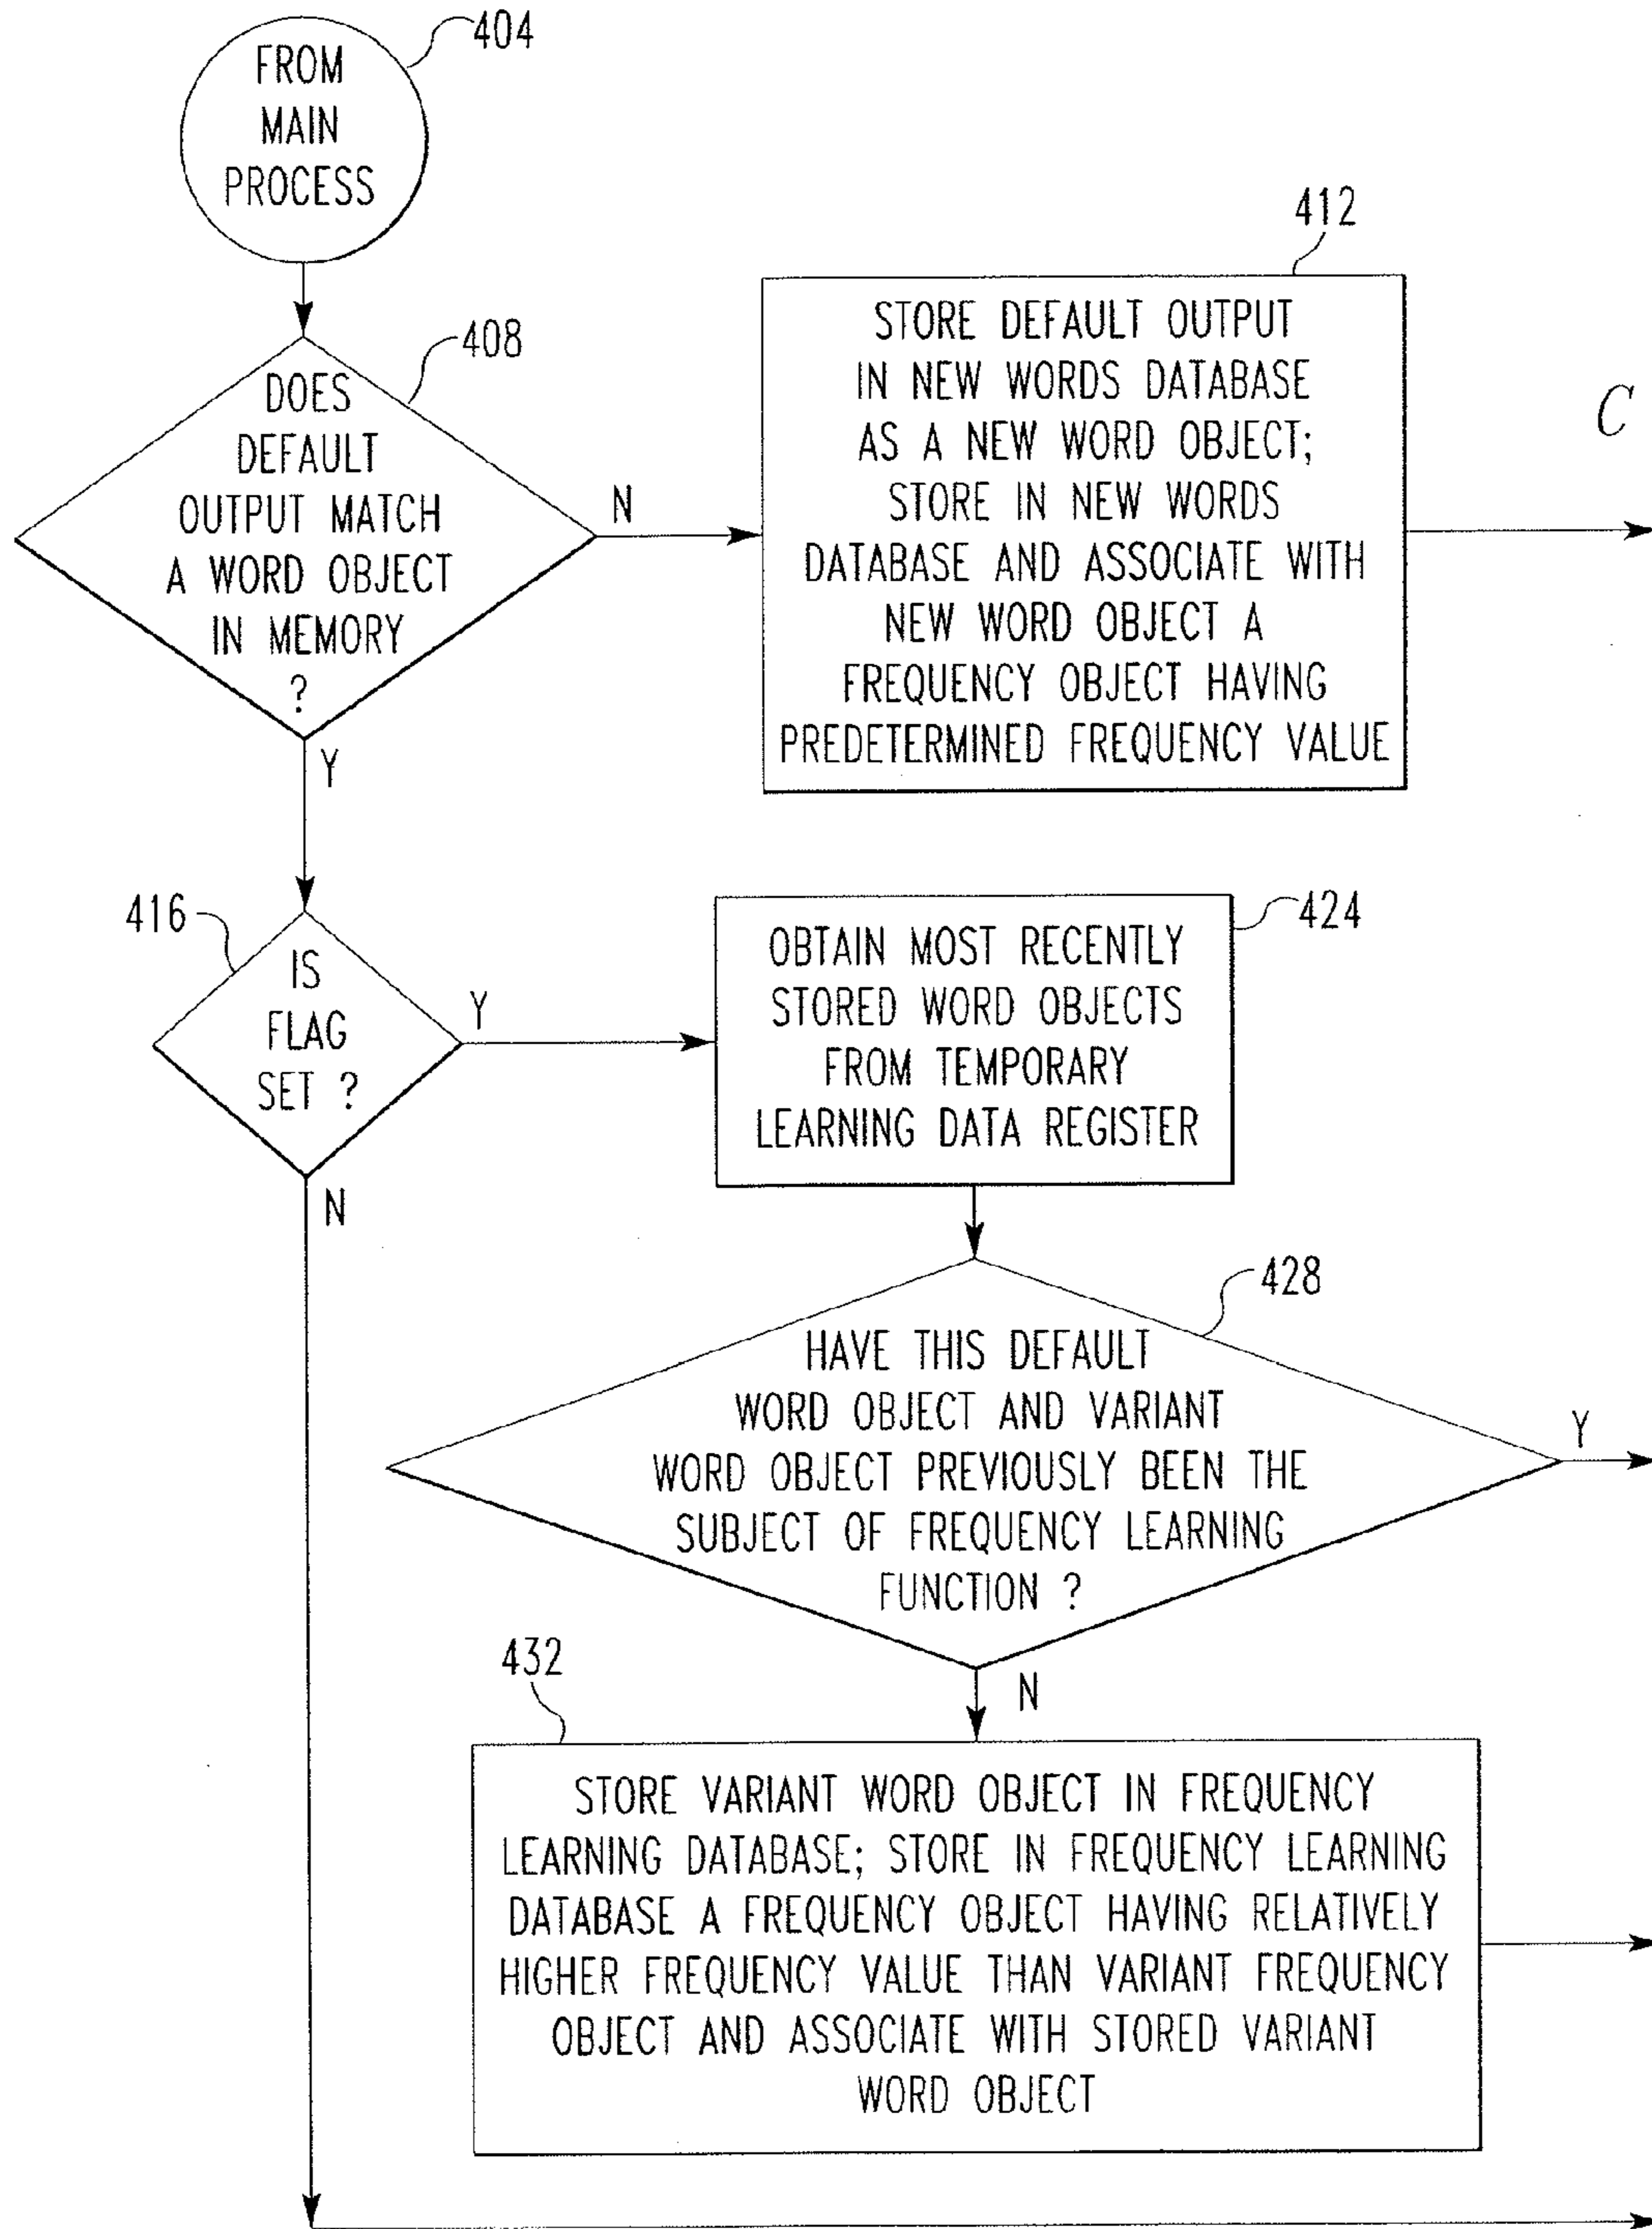 404
FROM
MAIN
PROCESS
408
DOES
DEFAULT
OUTPUT MATCH
A WORD OBJECT
IN MEMORY
?
N
Y
412
STORE DEFAULT OUTPUT
IN NEW WORDS DATABASE
AS A NEW WORD OBJECT;
STORE IN NEW WORDS
DATABASE AND ASSOCIATE WITH
NEW WORD OBJECT A
FREQUENCY OBJECT HAVING
PREDETERMINED FREQUENCY VALUE
C
416
IS
FLAG
SET ?
Y
N
424
OBTAIN MOST RECENTLY
STORED WORD OBJECTS
FROM TEMPORARY
LEARNING DATA REGISTER
428
HAVE THIS DEFAULT
WORD OBJECT AND VARIANT
WORD OBJECT PREVIOUSLY BEEN THE
SUBJECT OF FREQUENCY LEARNING
FUNCTION ?
Y
N
432
STORE VARIANT WORD OBJECT IN FREQUENCY
LEARNING DATABASE; STORE IN FREQUENCY LEARNING
DATABASE A FREQUENCY OBJECT HAVING RELATIVELY
HIGHER FREQUENCY VALUE THAN VARIANT FREQUENCY
OBJECT AND ASSOCIATE WITH STORED VARIANT
WORD OBJECT